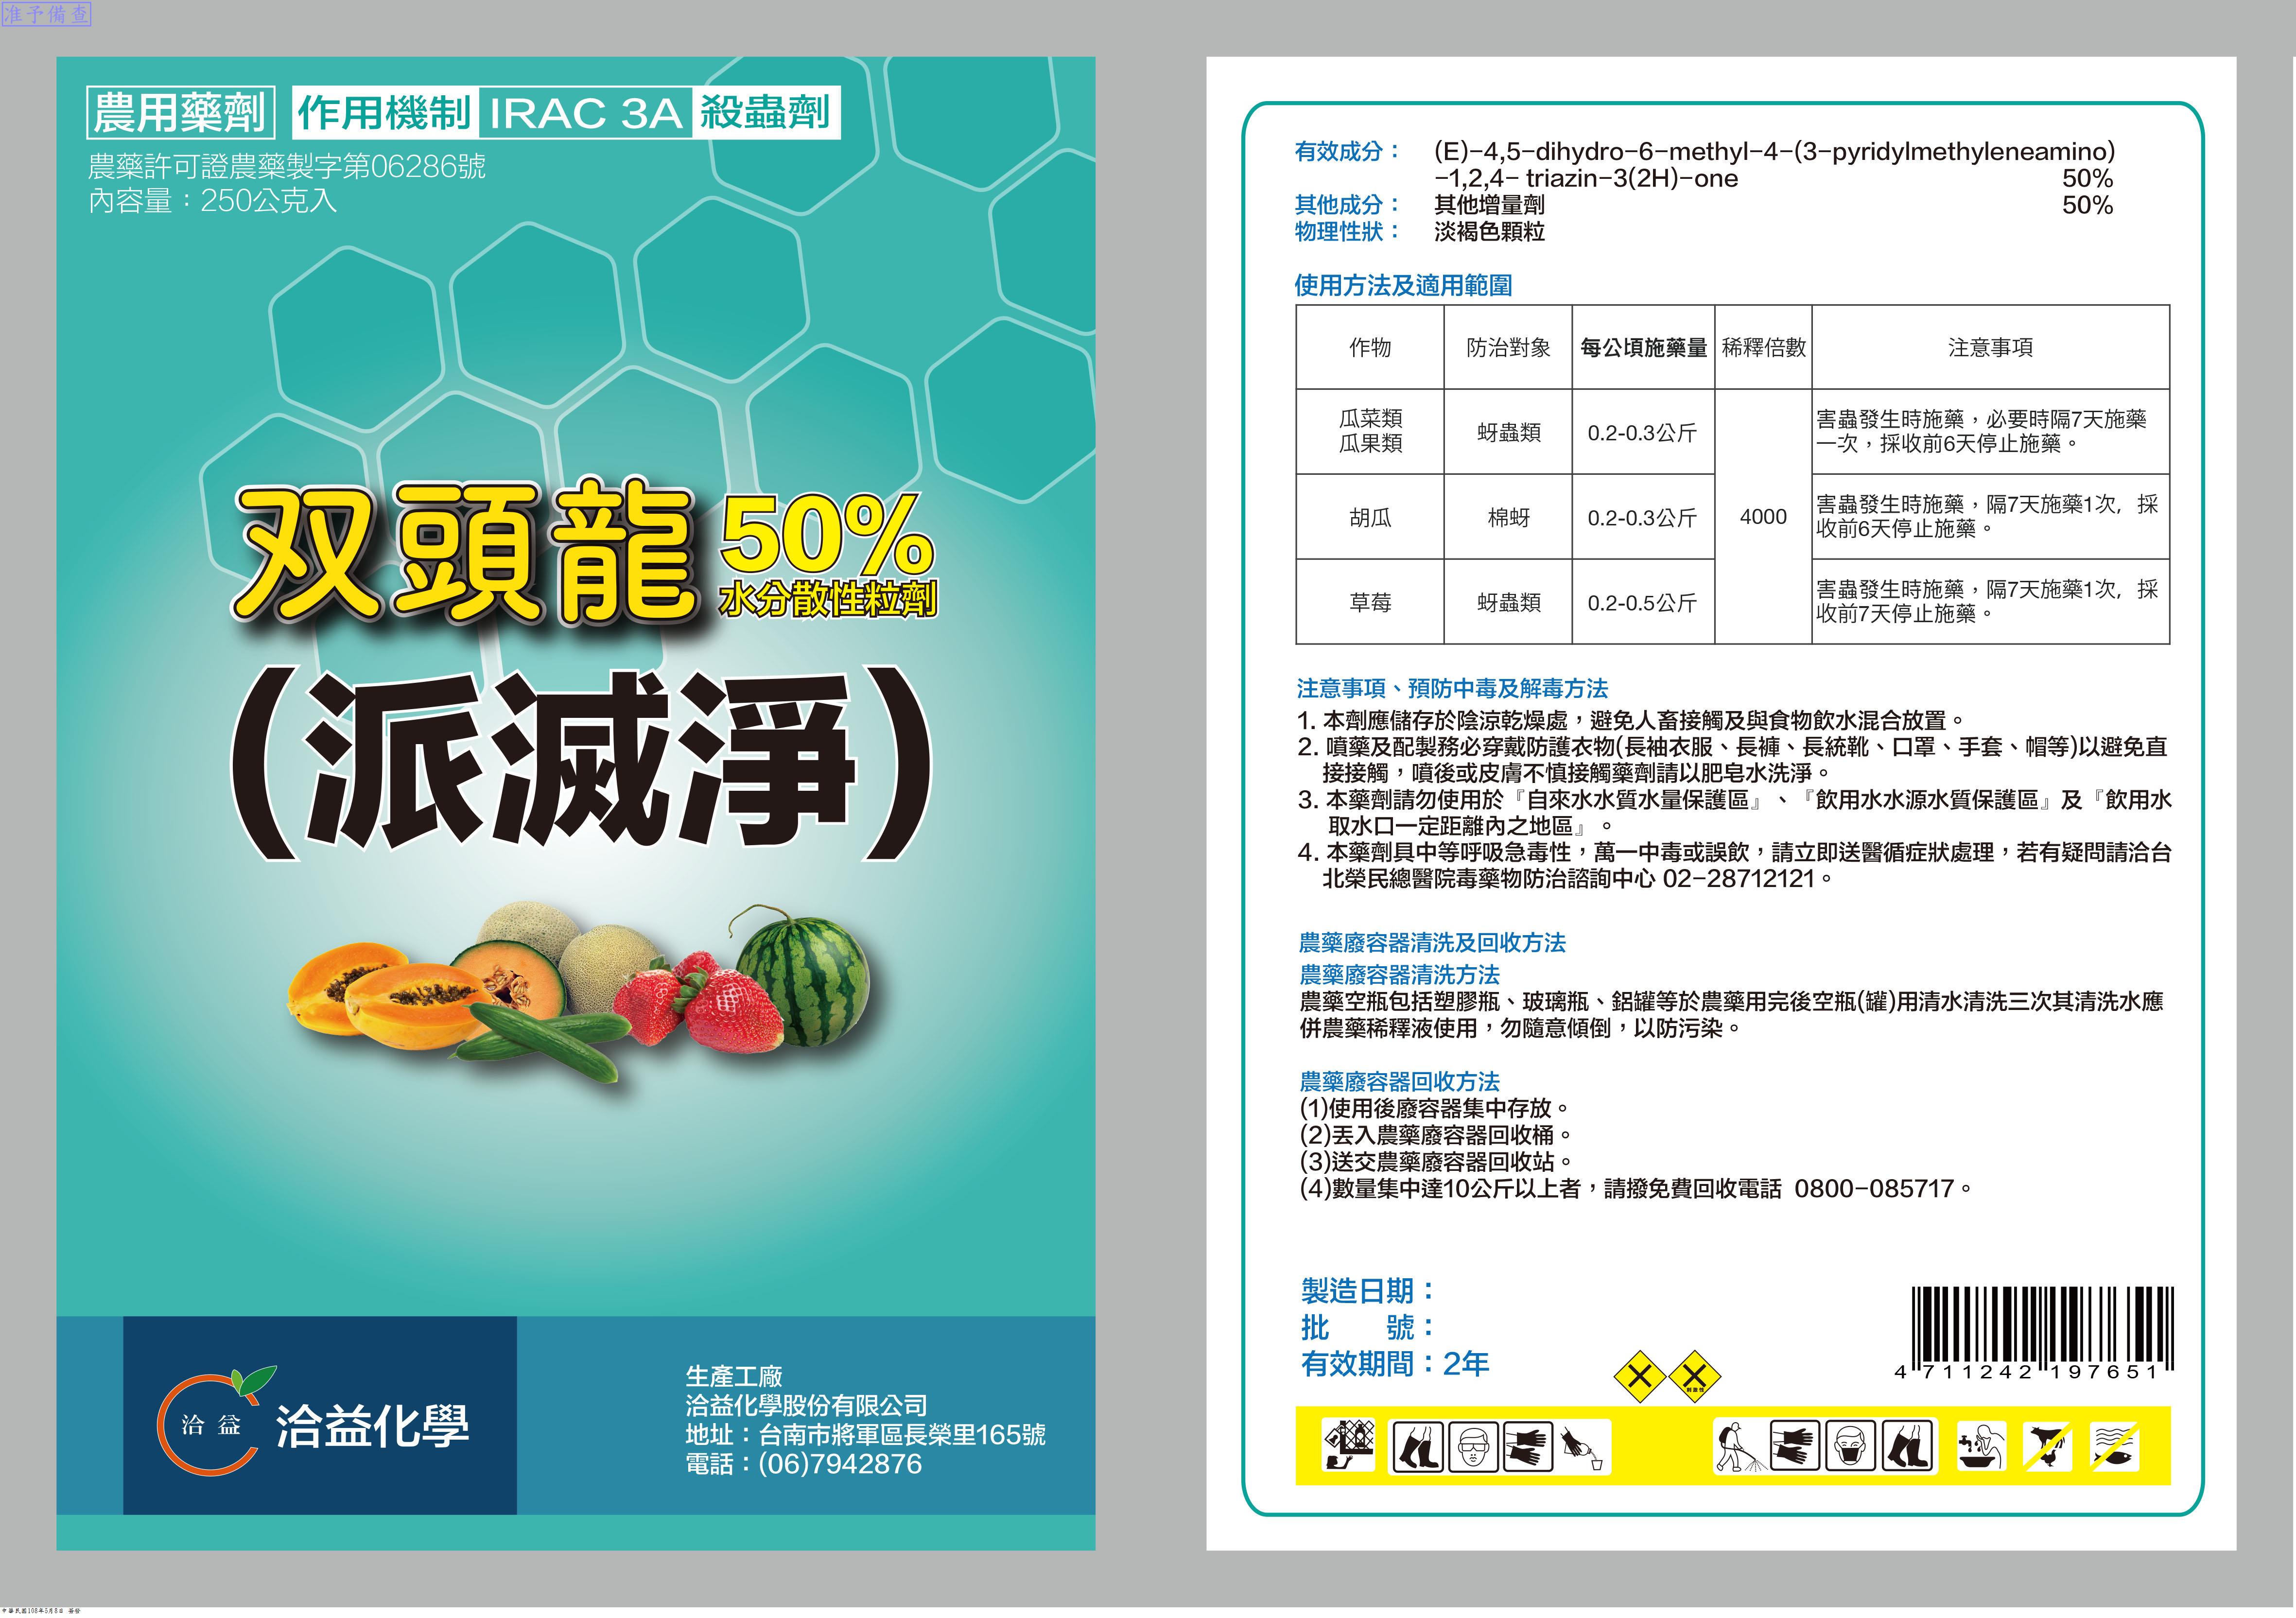 准予備查
農用藥劑 作用機制 IRAC 3A 殺蟲劑
農藥許可證農藥製字第06286號
內容量：250公克入
双頭龍 50%
水分散性粒劑
(派滅淨)
洽益 洽益化學
生產工廠
洽益化學股份有限公司
地址：台南市將軍區長榮里165號
電話：(06)7942876
有效成分： (E)-4,5-dihydro-6-methyl-4-(3-pyridylmethyleneamino)
-1,2,4- triazin-3(2H)-one 50%
其他成分： 其他增量劑 50%
物理性狀： 淡褐色顆粒
使用方法及適用範圍
作物 防治對象 每公頃施藥量 稀釋倍數 注意事項
瓜菜類
瓜果類
蚜蟲類 0.2-0.3公斤
害蟲發生時施藥，必要時隔7天施藥
一次，採收前6天停止施藥。
胡瓜 棉蚜 0.2-0.3公斤 4000
害蟲發生時施藥，隔7天施藥1次, 採
收前6天停止施藥。
草莓 蚜蟲類 0.2-0.5公斤
害蟲發生時施藥，隔7天施藥1次, 採
收前7天停止施藥。
注意事項、預防中毒及解毒方法
1. 本劑應儲存於陰涼乾燥處，避免人畜接觸及與食物飲水混合放置。
2. 噴藥及配製務必穿戴防護衣物(長袖衣服、長褲、長統靴、口罩、手套、帽等)以避免直
接接觸，噴後或皮膚不慎接觸藥劑請以肥皂水洗淨。
3. 本藥劑請勿使用於『自來水水質水量保護區』、『飲用水水源水質保護區』及『飲用水
取水口一定距離內之地區』。
4. 本藥劑具中等呼吸急毒性，萬一中毒或誤飲，請立即送醫循症狀處理，若有疑問請洽台
北榮民總醫院毒藥物防治諮詢中心 02-28712121。
農藥廢容器清洗及回收方法
農藥廢容器清洗方法
農藥空瓶包括塑膠瓶、玻璃瓶、鋁罐等於農藥用完後空瓶(罐)用清水清洗三次其清洗水應
併農藥稀釋液使用，勿隨意傾倒，以防污染。
農藥廢容器回收方法
(1)使用後廢容器集中存放。
(2)丟入農藥廢容器回收桶。
(3)送交農藥廢容器回收站。
(4)數量集中達10公斤以上者，請撥免費回收電話 0800-085717。
製造日期：
批 號：
有效期間：2年
刺激性
4 711242 197651
中華民國108年5月8日 簽發